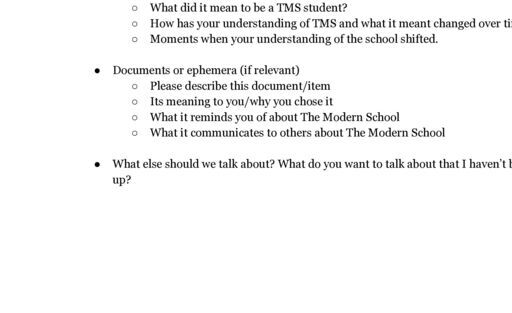 ○ What did it mean to be a TMS student?
○ How has your understanding of TMS and what it meant changed over
○ Moments when your understanding of the school shifted.
● Documents or ephemera (if relevant)
○ Please describe this document/item
○ Its meaning to you/why you chose it
○ What it reminds you of about The Modern School
○ What it communicates to others about The Modern School
● What else should we talk about? What do you want to talk about that I haven't
up?